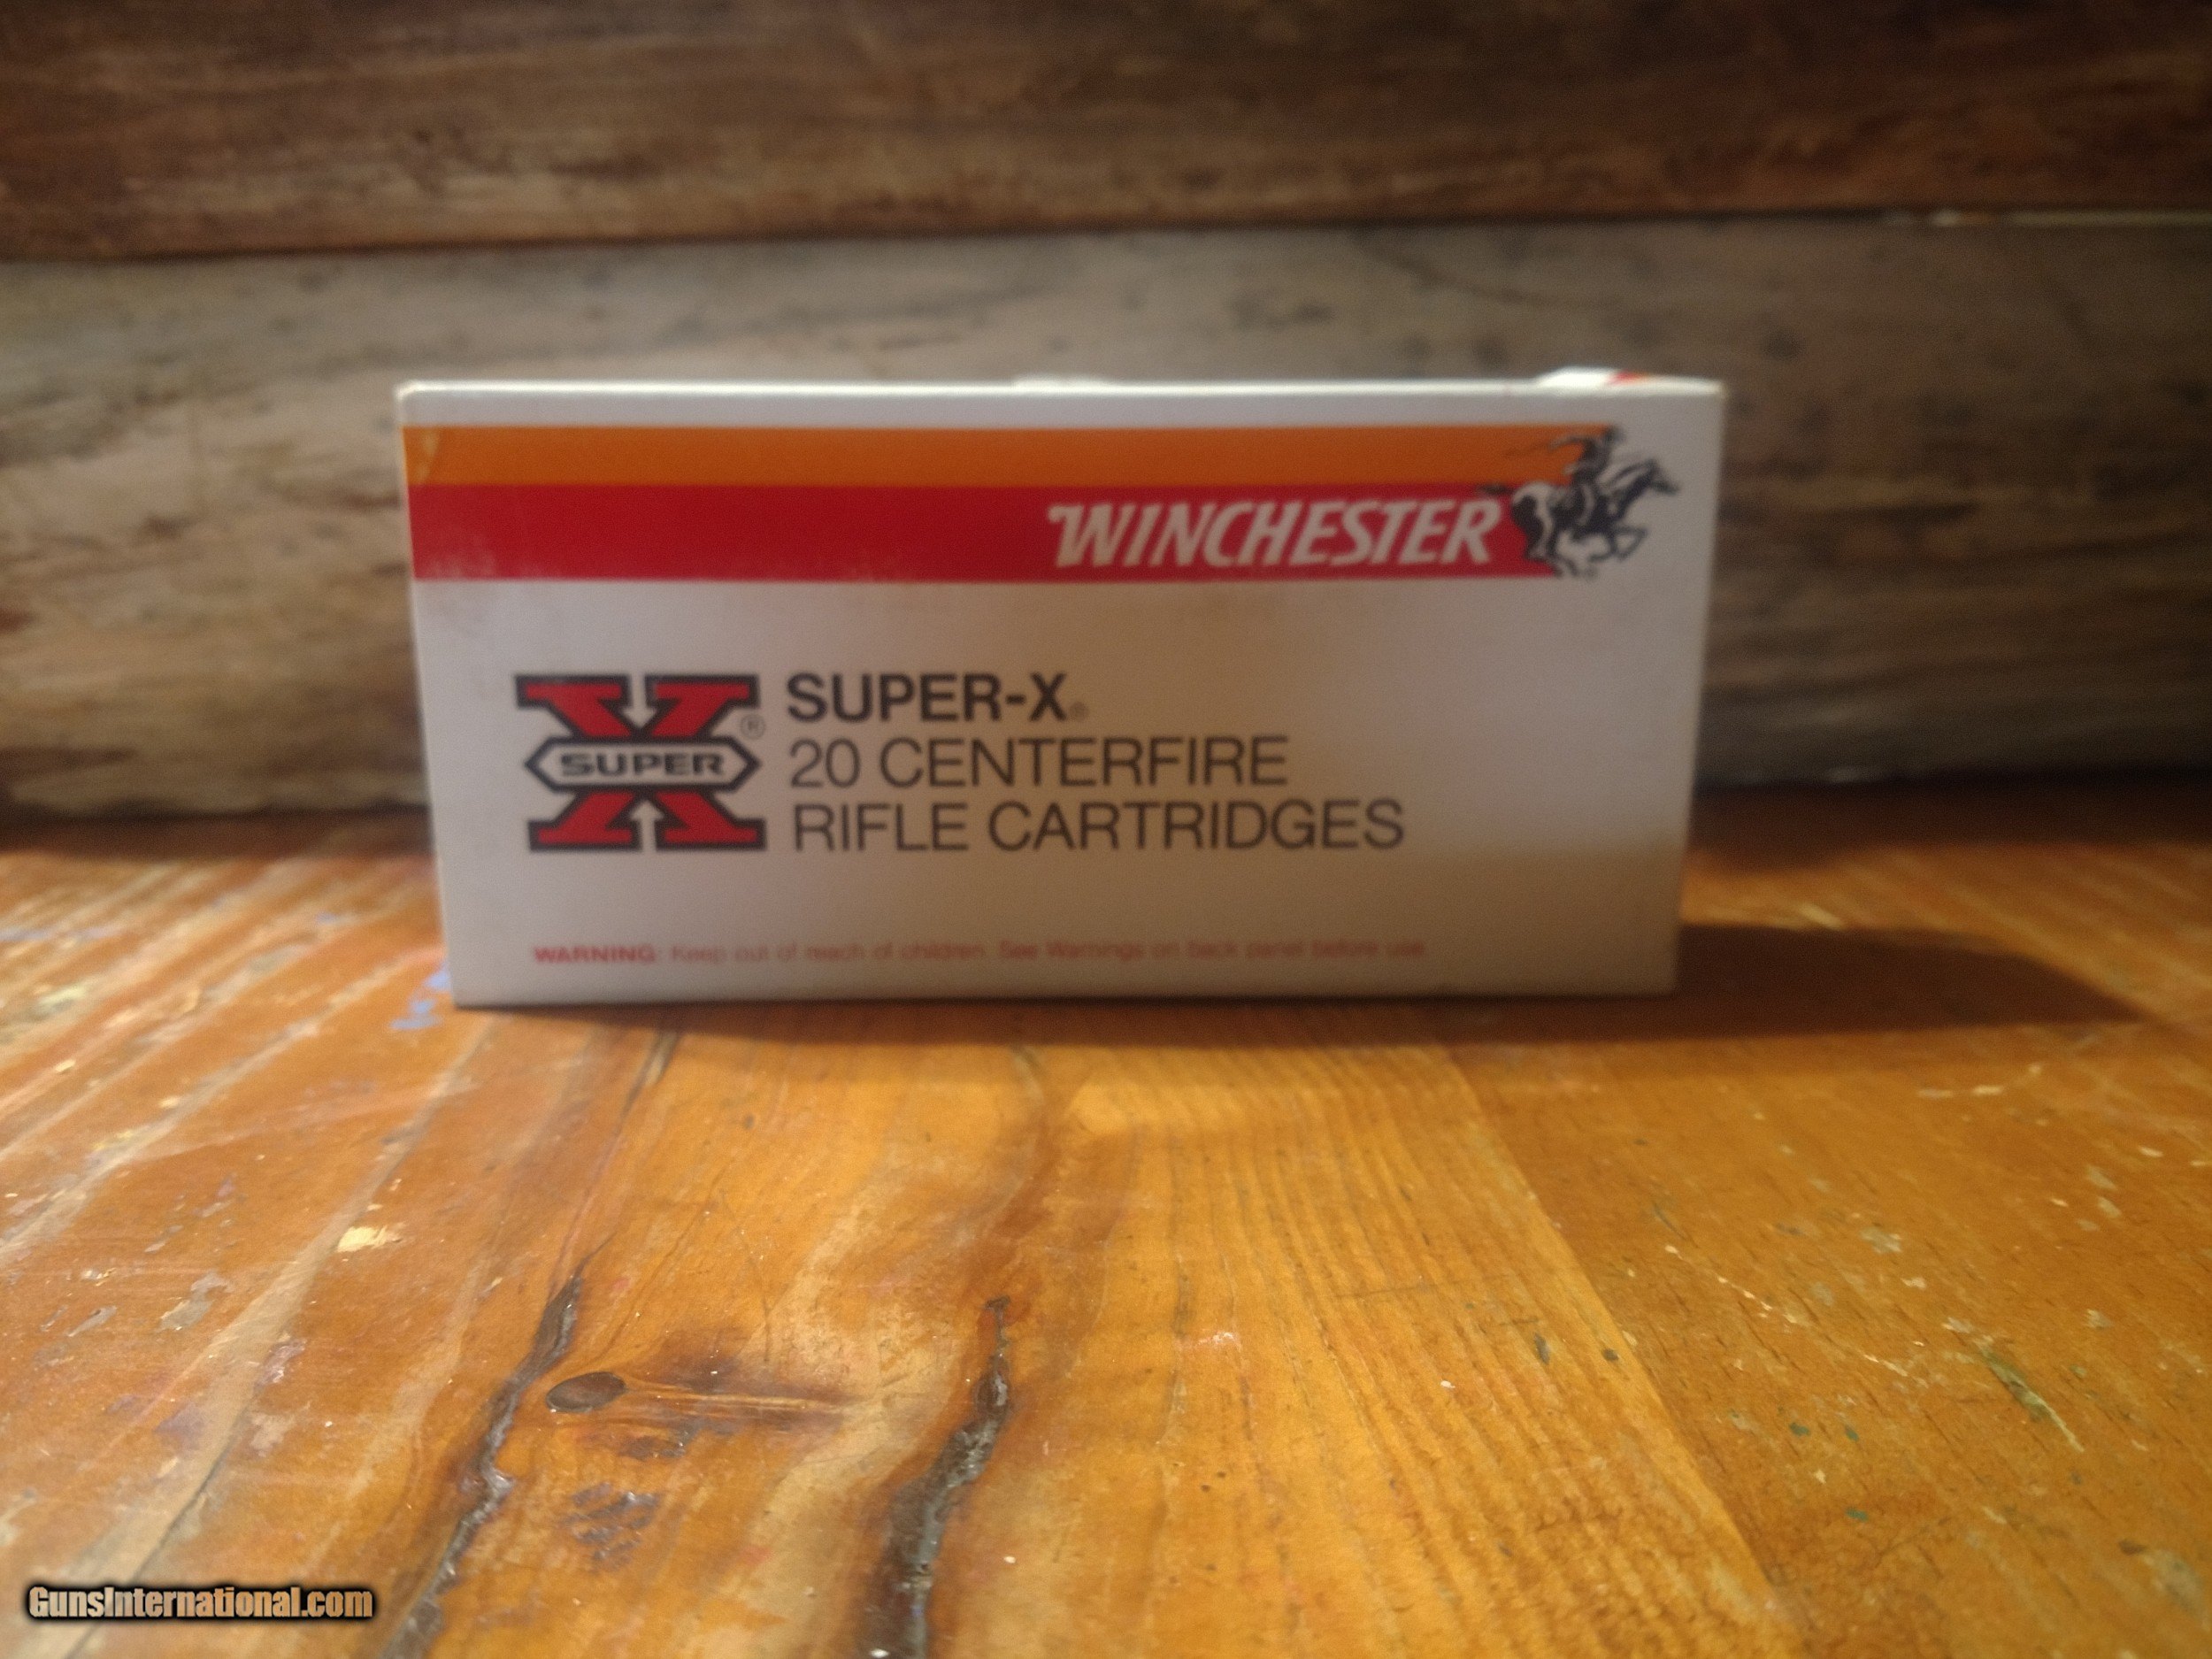 WINCHESTER
SUPER
®
SUPER-X®
20 CENTERFIRE
RIFLE CARTRIDGES
WARNING: Keep out of reach of children. See Warnings on back panel before use.
GunsInternational.com